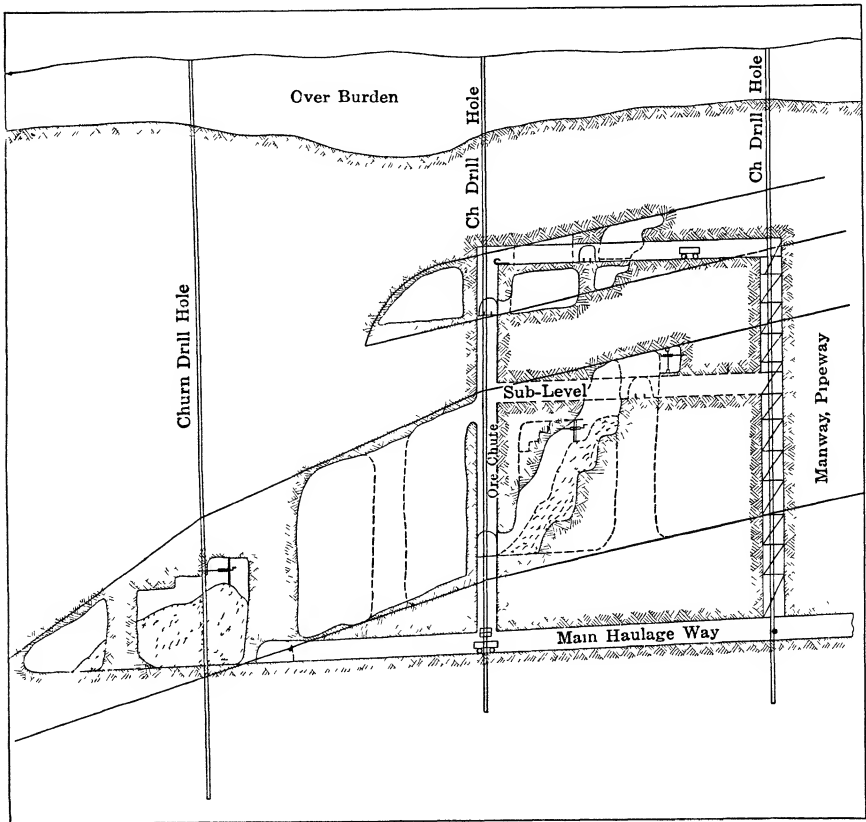 Over Burden
Churn Drill Hole
Ch Drill Hole
Ch Drill Hole
Sub-Level
Ore Chute
Manway, Pipeway
Main Haulage Way